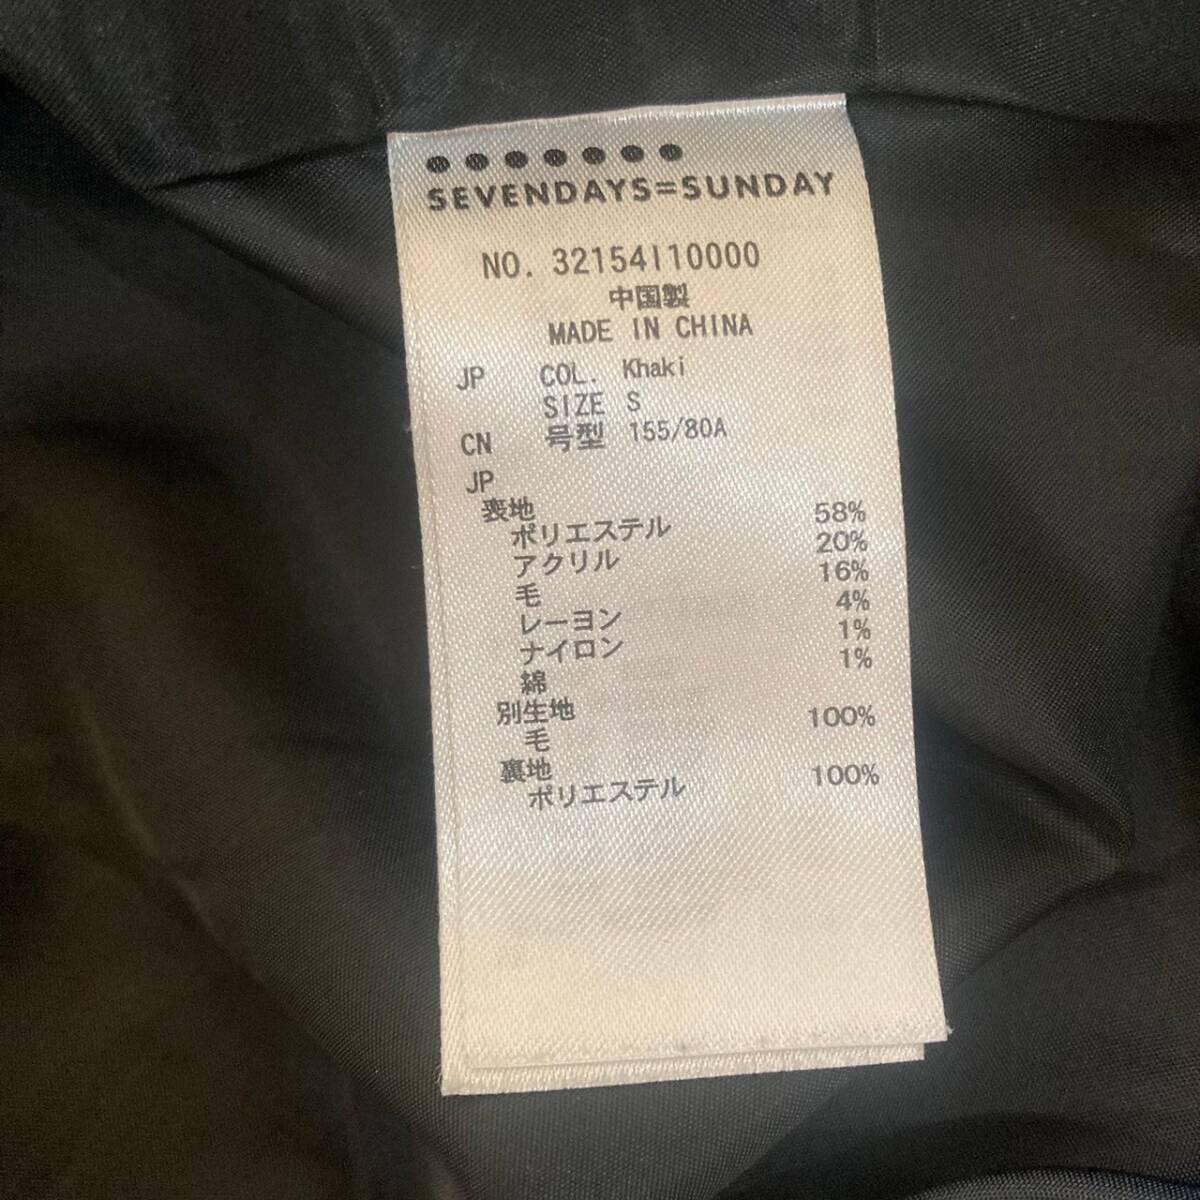 SEVENDAYS=SUNDAY
NO. 32154I10000
中国製
MADE IN CHINA
JP COL. Khaki
SIZE S
CN 号型 155/80A
JP
表地
ポリエステル 58%
アクリル 20%
毛 16%
レーヨン 4%
ナイロン 1%
綿 1%
別生地
毛 100%
裏地
ポリエステル 100%